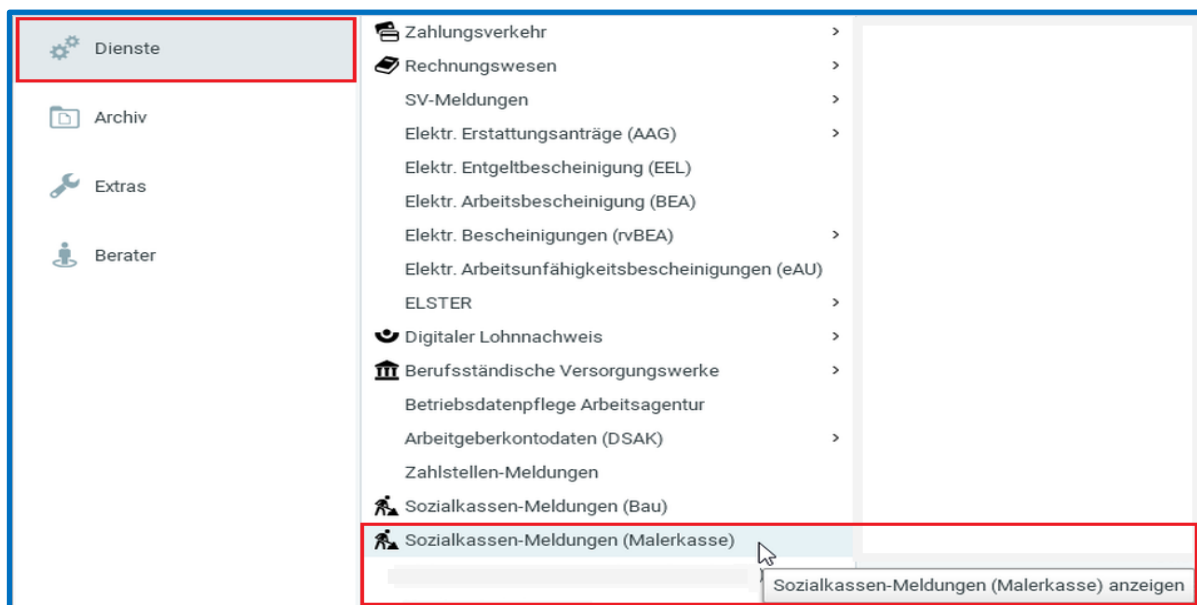 Dienste
Archiv
Extras
Berater
Zahlungsverkehr
Rechnungswesen
SV-Meldungen
Elektr. Erstattungsanträge (AAG)
Elektr. Entgeltbescheinigung (EEL)
Elektr. Arbeitsbescheinigung (BEA)
Elektr. Bescheinigungen (rvBEA)
Elektr. Arbeitsunfähigkeitsbescheinigungen (eAU)
ELSTER
Digitaler Lohnnachweis
Berufsständische Versorgungswerke
Betriebsdatenpflege Arbeitsagentur
Arbeitgeberkontodaten (DSAK)
Zahlstellen-Meldungen
Sozialkassen-Meldungen (Bau)
Sozialkassen-Meldungen (Malerkasse)
Sozialkassen-Meldungen (Malerkasse) anzeigen